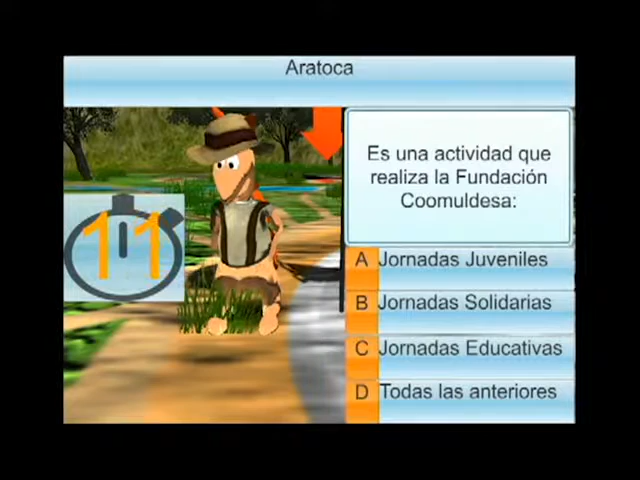 Aratoca
11
Es una actividad que
realiza la Fundación
Coomuldesa:
A Jornadas Juveniles
B Jornadas Solidarias
C Jornadas Educativas
D Todas las anteriores